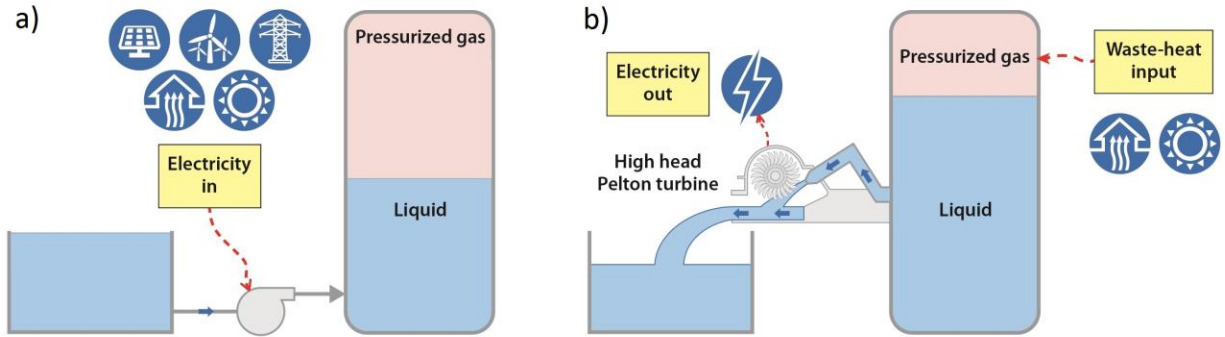 a)
Pressurized gas
Electricity
in
Liquid
b)
Electricity
out
Pressurized gas
Waste-heat
input
High head
Pelton turbine
Liquid